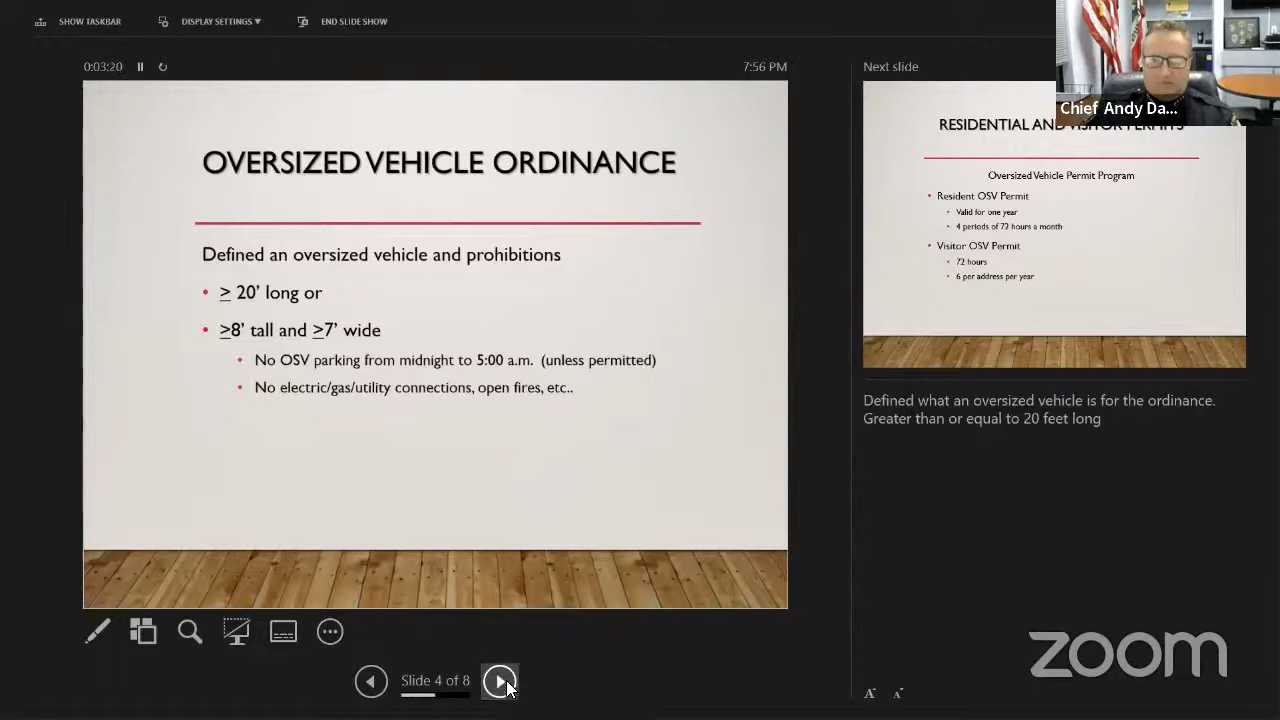 SHOW TASKBAR
DISPLAY SETTINGS ▼
END SLIDE SHOW
0:03:20
7:56 PM
OVERSIZED VEHICLE ORDINANCE
Defined an oversized vehicle and prohibitions
• ≥ 20’ long or
• ≥8’ tall and ≥7’ wide
• No OSV parking from midnight to 5:00 a.m. (unless permitted)
• No electric/gas/utility connections, open fires, etc..
Slide 4 of 8
Next slide
Chief Andy Da...
RESIDENTIAL AND VISITOR PERMITS
Oversized Vehicle Permit Program
• Resident OSV Permit
• Valid for one year
• 4 periods of 72 hours a month
• Visitor OSV Permit
• 72 hours
• 6 per address per year
Defined what an oversized vehicle is for the ordinance.
Greater than or equal to 20 feet long
zoom
A A